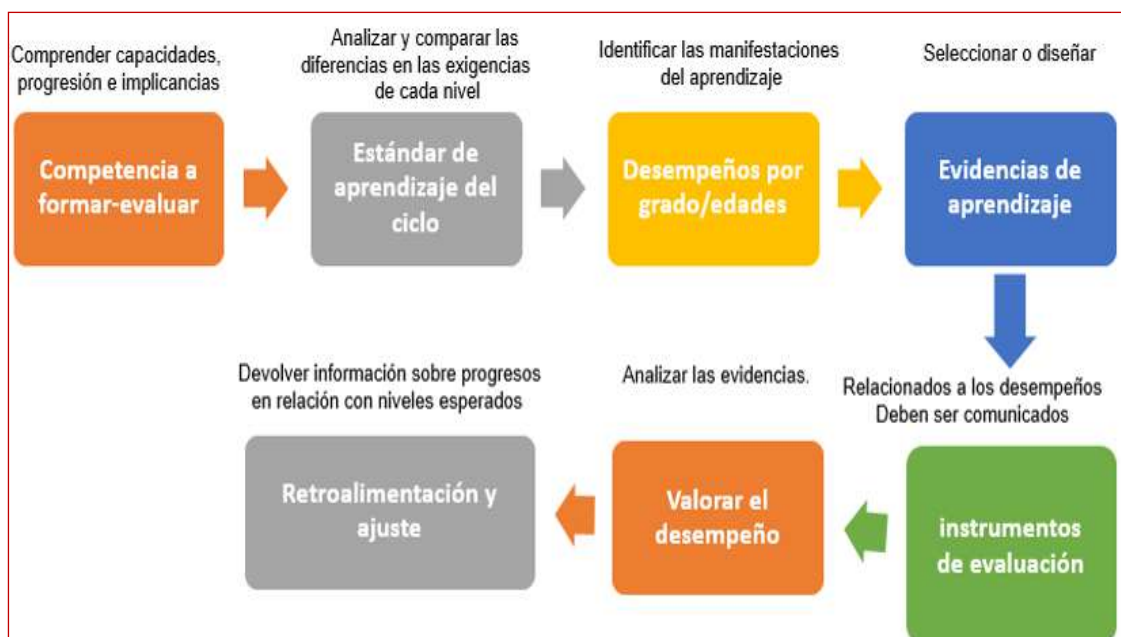 Comprender capacidades,
progresión e implicancias
Competencia a
formar-evaluar
Analizar y comparar las
diferencias en las exigencias
de cada nivel
Estándar de
aprendizaje del
ciclo
Identificar las manifestaciones
del aprendizaje
Desempeños por
grado/edades
Seleccionar o diseñar
Evidencias de
aprendizaje
Relacionados a los desempeños
Deben ser comunicados
instrumentos
de evaluación
Analizar las evidencias.
Valorar el
desempeño
Devolver información sobre progresos
en relación con niveles esperados
Retroalimentación y
ajuste